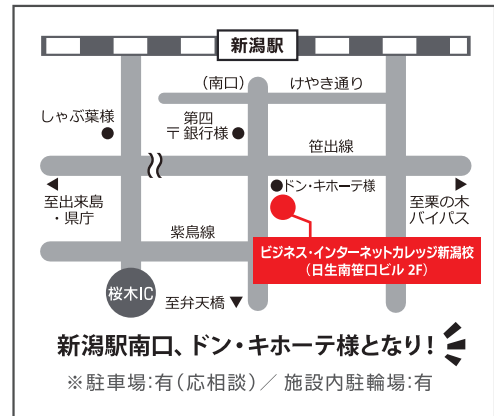 新潟駅
(南口)
けやき通り
しゃぶ葉様
第四
〒銀行様
笹出線
ドン・キホーテ様
至出来島
・県庁
至栗の木
バイパス
紫鳥線
ビジネス・インターネットカレッジ新潟校
(日生南笹口ビル 2F)
桜木IC
至弁天橋▼
新潟駅南口、ドン・キホーテ様となり!
※駐車場:有(応相談)／ 施設内駐輪場:有